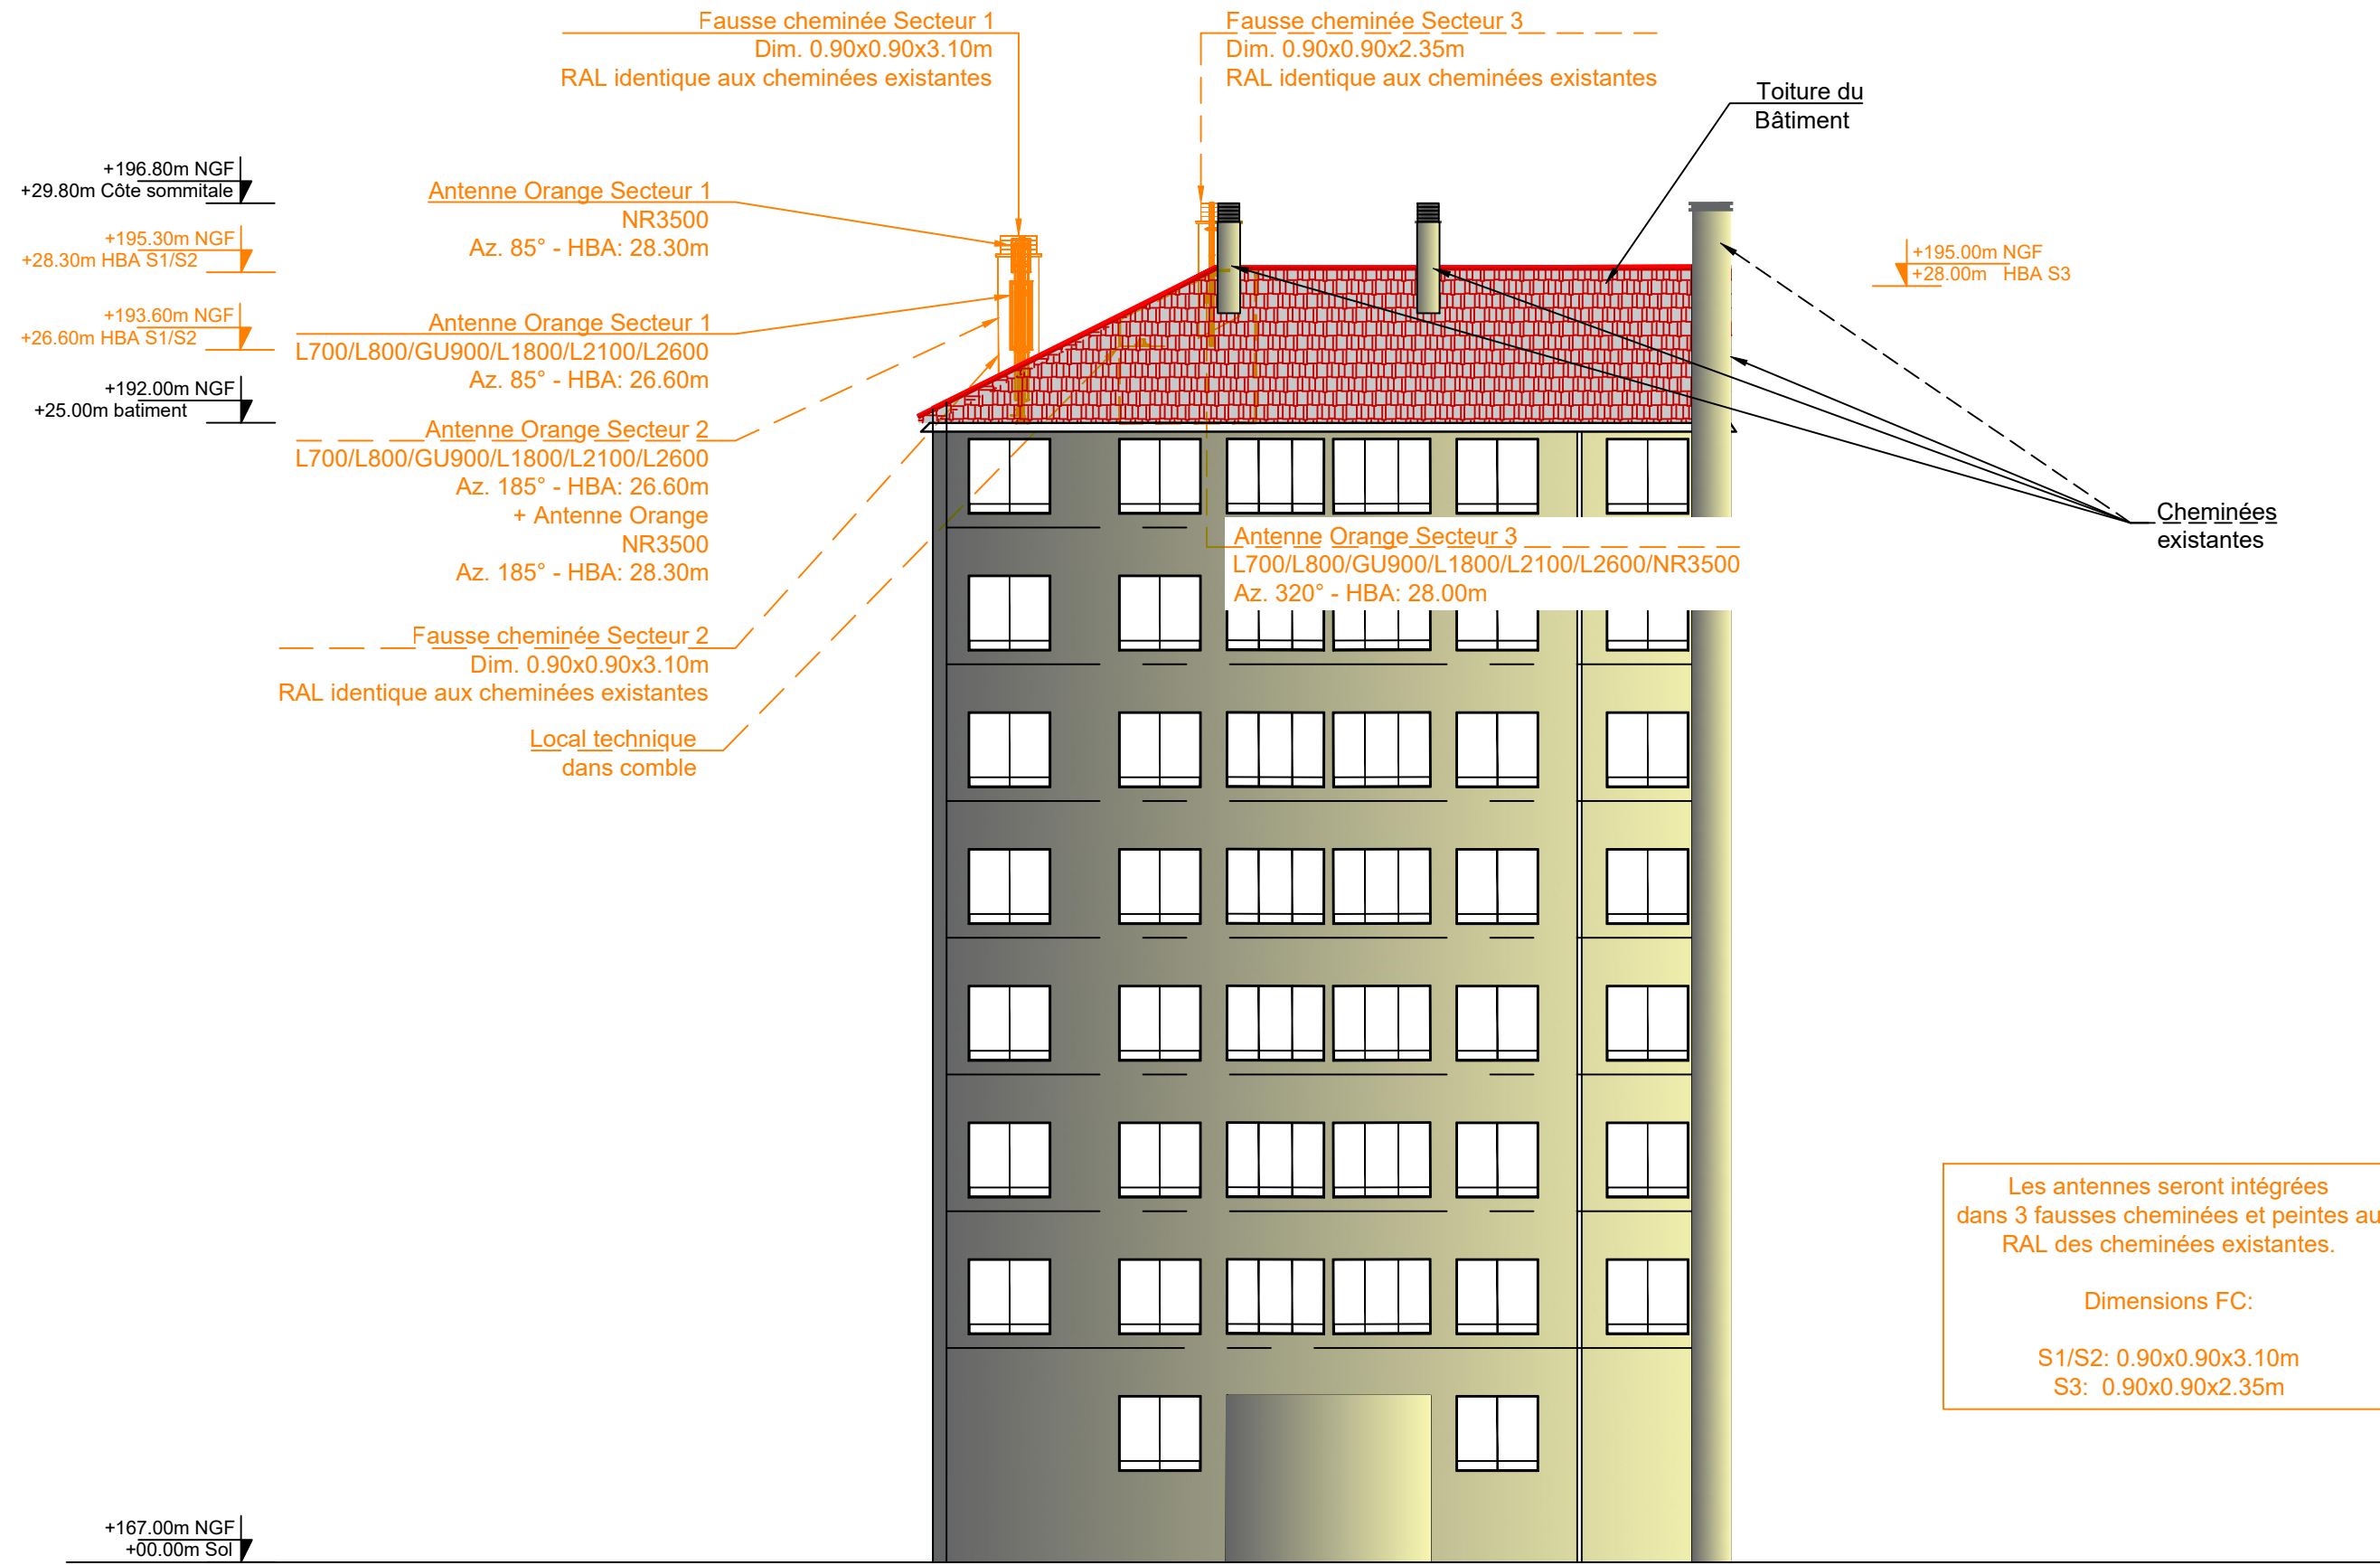 Fausse cheminée Secteur 1
Dim. 0.90x0.90x3.10m
RAL identique aux cheminées existantes
Fausse cheminée Secteur 3
Dim. 0.90x0.90x2.35m
RAL identique aux cheminées existantes
Toiture du
Bâtiment
+196.80m NGF
+29.80m Côte sommitale
+195.30m NGF
+28.30m HBA S1/S2
+193.60m NGF
+26.60m HBA S1/S2
+192.00m NGF
+25.00m batiment
Antenne Orange Secteur 1
NR3500
Az. 85° - HBA: 28.30m
Antenne Orange Secteur 1
L700/L800/GU900/L1800/L2100/L2600
Az. 85° - HBA: 26.60m
Antenne Orange Secteur 2
L700/L800/GU900/L1800/L2100/L2600
Az. 185° - HBA: 26.60m
+ Antenne Orange
NR3500
Az. 185° - HBA: 28.30m
Fausse cheminée Secteur 2
Dim. 0.90x0.90x3.10m
RAL identique aux cheminées existantes
Local technique
dans comble
+195.00m NGF
+28.00m HBA S3
Cheminées
existantes
Antenne Orange Secteur 3
L700/L800/GU900/L1800/L2100/L2600/NR3500
Az. 320° - HBA: 28.00m
Les antennes seront intégrées
dans 3 fausses cheminées et peintes au
RAL des cheminées existantes.
Dimensions FC:
S1/S2: 0.90x0.90x3.10m
S3: 0.90x0.90x2.35m
+167.00m NGF
+00.00m Sol